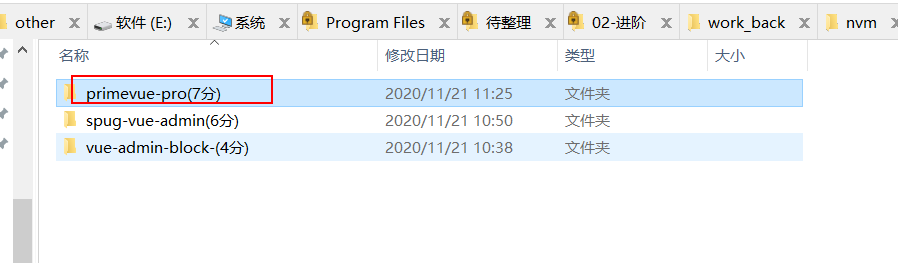 other 软件 (E:) 系统 Program Files 待整理 02-进阶 work_back nvm
名称 修改日期 类型 大小
primevue-pro(7分) 2020/11/21 11:25 文件夹
spug-vue-admin(6分) 2020/11/21 10:50 文件夹
vue-admin-block-(4分) 2020/11/21 10:38 文件夹